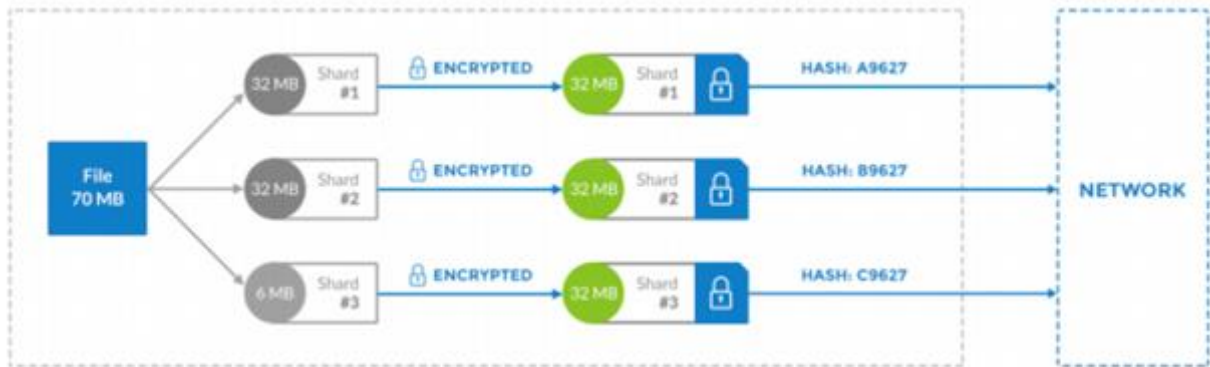 32 MB Shard #1
ENCRYPTED
32 MB Shard #1
HASH: A9627
File
70 MB
32 MB Shard #2
ENCRYPTED
32 MB Shard #2
HASH: B9627
NETWORK
6 MB Shard #3
ENCRYPTED
32 MB Shard #3
HASH: C9627